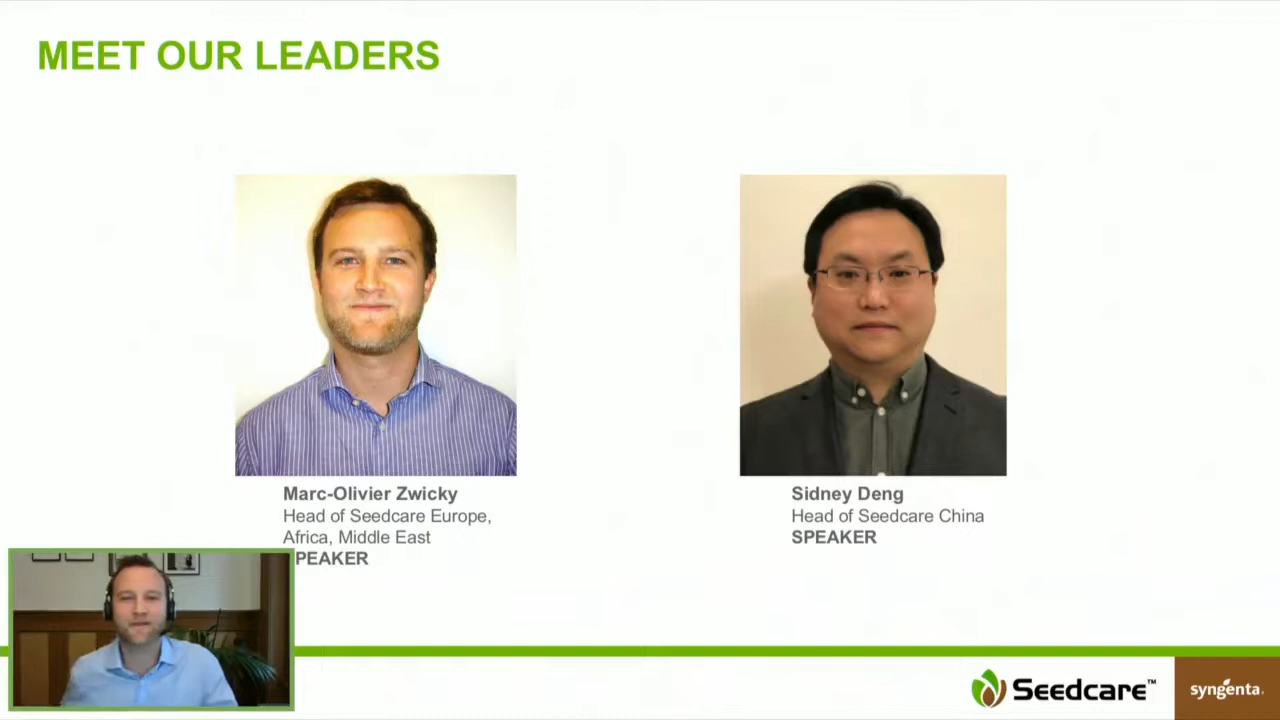 MEET OUR LEADERS
Marc-Olivier Zwicky
Head of Seedcare Europe,
Africa, Middle East
PEAKER
Sidney Deng
Head of Seedcare China
SPEAKER
Seedcare™
syngenta.